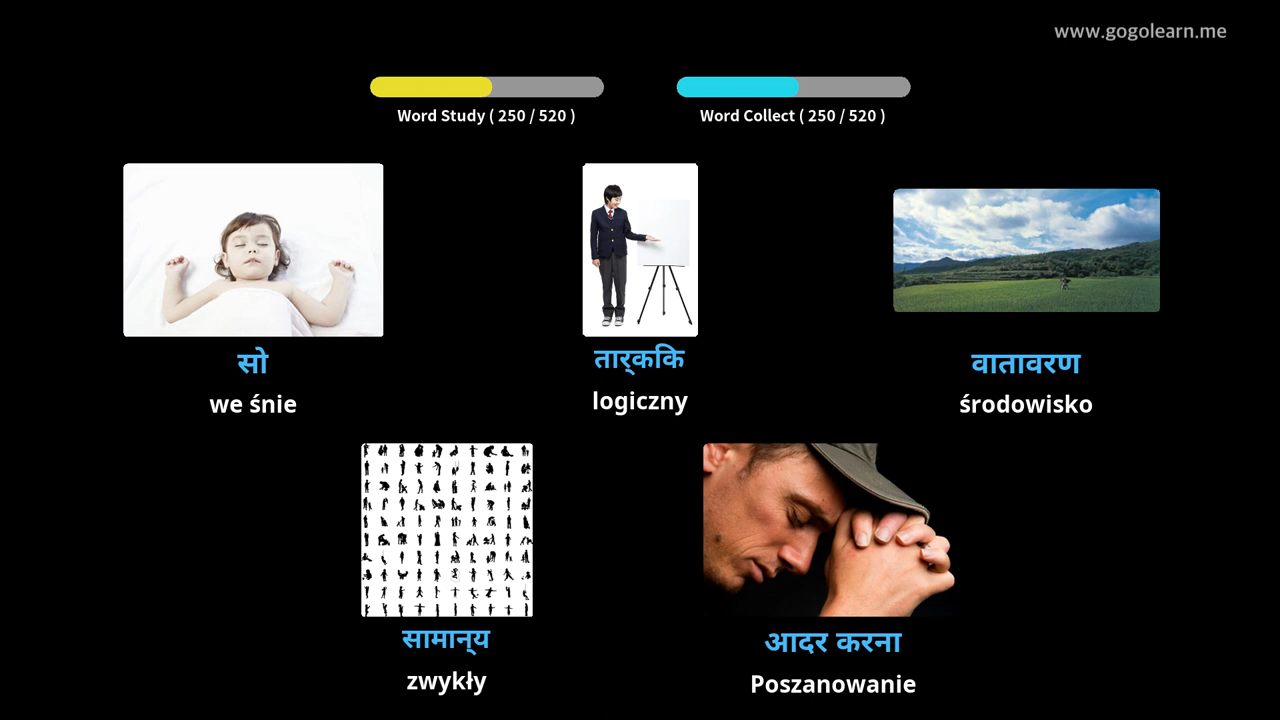 www.gogolearn.me
Word Study ( 250 / 520 )
Word Collect ( 250 / 520 )
सो
we śnie
तार्ककि
logiczny
वातावरण
środowisko
सामान्य
zwykły
आदर करना
Poszanowanie